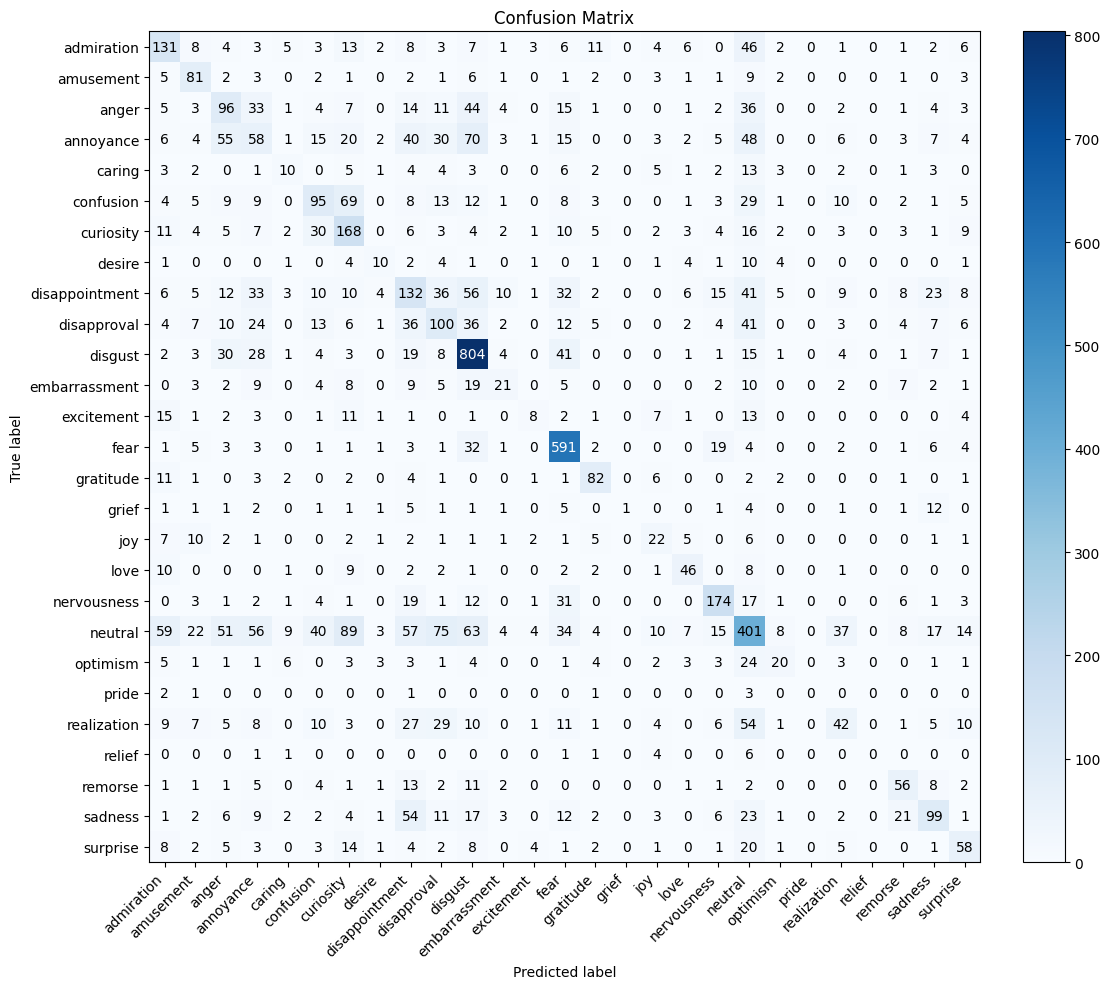 Confusion Matrix
admiration 131 8 4 3 5 3 13 2 8 3 7 1 3 6 11 0 4 6 0 46 2 0 1 0 1 2 6
amusement 5 81 2 3 0 2 1 0 2 1 6 1 0 1 2 0 3 1 1 9 2 0 0 0 1 0 3
anger 5 3 96 33 1 4 7 0 14 11 44 4 0 15 1 0 0 1 2 36 0 0 2 0 1 4 3
annoyance 6 4 55 58 1 15 20 2 40 30 70 3 1 15 0 0 3 2 5 48 0 0 6 0 3 7 4
caring 3 2 0 1 10 0 5 1 4 4 3 0 0 6 2 0 5 1 2 13 3 0 2 0 1 3 0
confusion 4 5 9 9 0 95 69 0 8 13 12 1 0 8 3 0 0 1 3 29 1 0 10 0 2 1 5
curiosity 11 4 5 7 2 30 168 0 6 3 4 2 1 10 5 0 2 3 4 16 2 0 3 0 3 1 9
desire 1 0 0 0 1 0 4 10 2 4 1 0 1 0 1 0 1 4 1 10 4 0 0 0 0 0 1
disappointment 6 5 12 33 3 10 10 4 132 36 56 10 1 32 2 0 0 6 15 41 5 0 9 0 8 23 8
disapproval 4 7 10 24 0 13 6 1 36 100 36 2 0 12 5 0 0 2 4 41 0 0 3 0 4 7 6
disgust 2 3 30 28 1 4 3 0 19 8 804 4 0 41 0 0 0 1 1 15 1 0 4 0 1 7 1
embarrassment 0 3 2 9 0 4 8 0 9 5 19 21 0 5 0 0 0 0 2 10 0 0 2 0 7 2 1
excitement 15 1 2 3 0 1 11 1 1 0 1 0 8 2 1 0 7 1 0 13 0 0 0 0 0 0 4
fear 1 5 3 3 0 1 1 1 3 1 32 1 0 591 2 0 0 0 19 4 0 0 2 0 1 6 4
gratitude 11 1 0 3 2 0 2 0 4 1 0 0 1 1 82 0 6 0 0 2 2 0 0 0 1 0 1
grief 1 1 1 2 0 1 1 1 5 1 1 1 0 5 0 1 0 0 1 4 0 0 1 0 1 12 0
joy 7 10 2 1 0 0 2 1 2 1 1 1 2 1 5 0 22 5 0 6 0 0 0 0 0 1 1
love 10 0 0 0 1 0 9 0 2 2 1 0 0 2 2 0 1 46 0 8 0 0 1 0 0 0 0
nervousness 0 3 1 2 1 4 1 0 19 1 12 0 1 31 0 0 0 0 174 17 1 0 0 0 6 1 3
neutral 59 22 51 56 9 40 89 3 57 75 63 4 4 34 4 0 10 7 15 401 8 0 37 0 8 17 14
optimism 5 1 1 1 6 0 3 3 3 1 4 0 0 1 4 0 2 3 3 24 20 0 3 0 0 1 1
pride 2 1 0 0 0 0 0 0 1 0 0 0 0 0 1 0 0 0 0 3 0 0 0 0 0 0 0
realization 9 7 5 8 0 10 3 0 27 29 10 0 1 11 1 0 4 0 6 54 0 0 42 0 1 5 10
relief 0 0 0 1 1 0 0 0 0 0 0 0 0 1 1 0 4 0 0 6 0 0 0 0 0 0 0
remorse 1 1 1 5 0 4 1 1 13 2 11 2 0 0 0 0 0 1 1 2 0 0 0 0 56 8 2
sadness 1 2 6 9 2 2 4 1 54 11 17 3 0 12 2 0 3 0 6 23 1 0 2 0 21 99 1
surprise 8 2 5 3 0 3 14 1 4 2 8 0 4 1 2 0 1 0 1 20 1 0 5 0 0 1 58
admiration amusement anger annoyance caring confusion curiosity desire disappointment disapproval disgust embarrassment excitement fear gratitude grief joy love nervousness neutral optimism pride realization relief remorse sadness surprise
Predicted label
True label
800
700
600
500
400
300
200
100
0